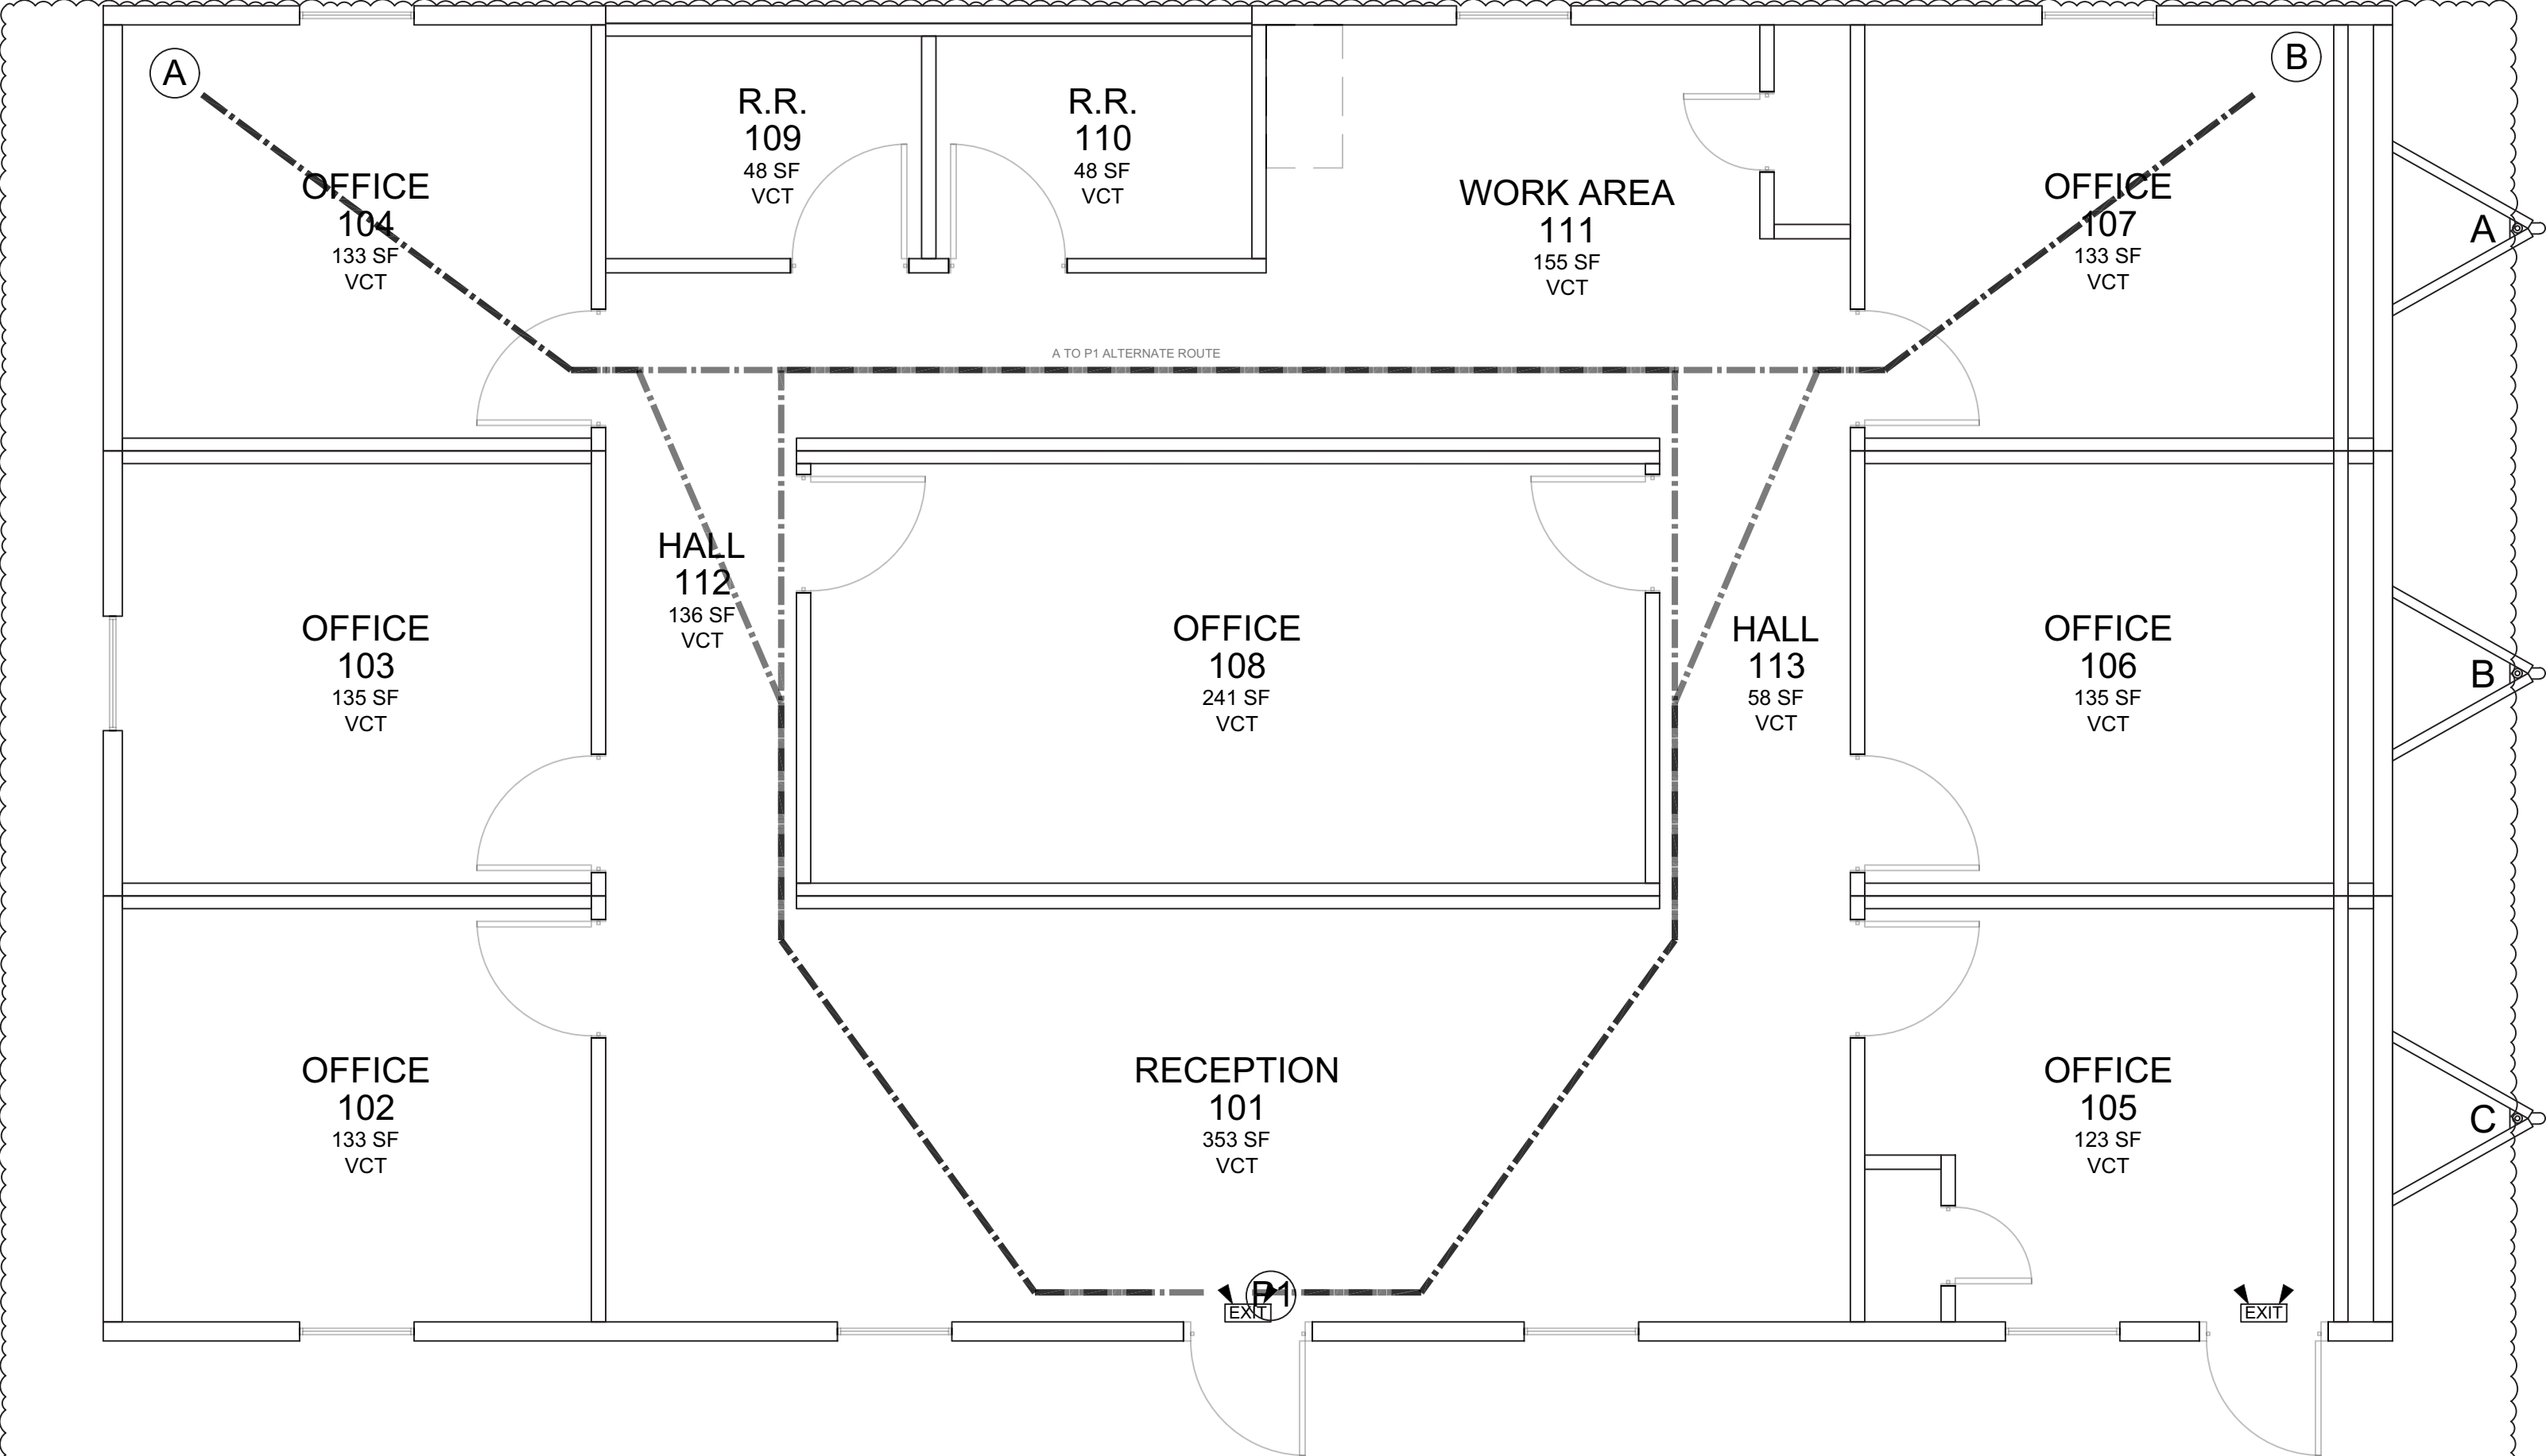 A
B
R.R.
109
48 SF
VCT
R.R.
110
48 SF
VCT
OFFICE
104
133 SF
VCT
WORK AREA
111
155 SF
VCT
OFFICE
107
133 SF
VCT
A
A TO P1 ALTERNATE ROUTE
HALL
112
136 SF
VCT
OFFICE
103
135 SF
VCT
OFFICE
108
241 SF
VCT
HALL
113
58 SF
VCT
OFFICE
106
135 SF
VCT
B
OFFICE
102
133 SF
VCT
RECEPTION
101
353 SF
VCT
OFFICE
105
123 SF
VCT
C
P1
EXIT
EXIT